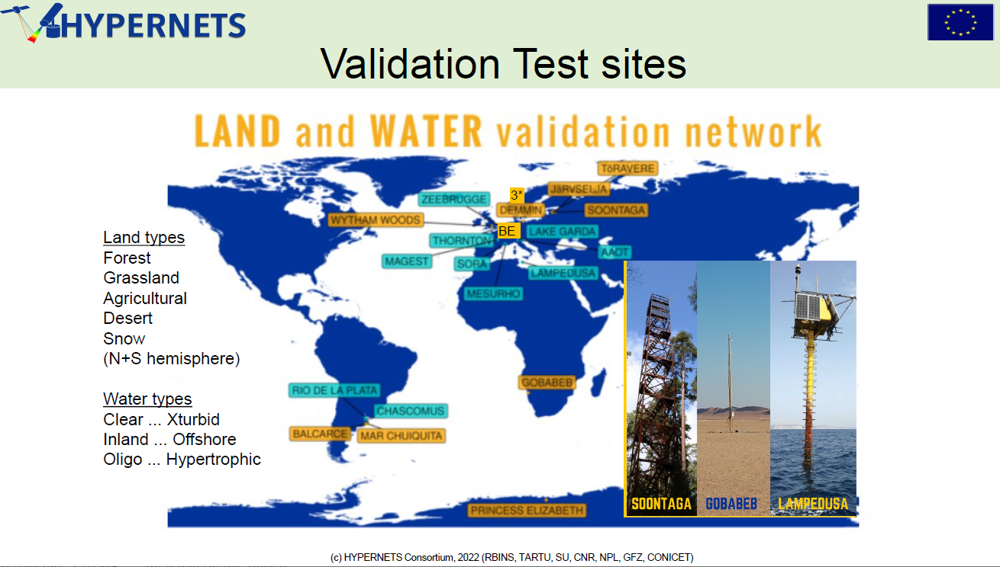 HYPERNETS
Validation Test sites
LAND and WATER validation network
TõRAVERE
JäRVSELJA
3*
ZEEBRUGGE
DEMMIN
SOONTAGA
WYTHAM WOODS
BE
LAKE GARDA
THORNTON
AAOT
MAGEST
SORA
LAMPEDUSA
MESURHO
Land types
Forest
Grassland
Agricultural
Desert
Snow
(N+S hemisphere)
Water types
Clear ... Xturbid
Inland ... Offshore
Oligo ... Hypertrophic
GOBABEB
RIO DE LA PLATA
CHASCOMUS
BALCARCE
MAR CHUIQUITA
PRINCESS ELIZABETH
SOONTAGA
GOBABEB
LAMPEDUSA
(c) HYPERNETS Consortium, 2022 (RBINS, TARTU, SU, CNR, NPL, GFZ, CONICET)